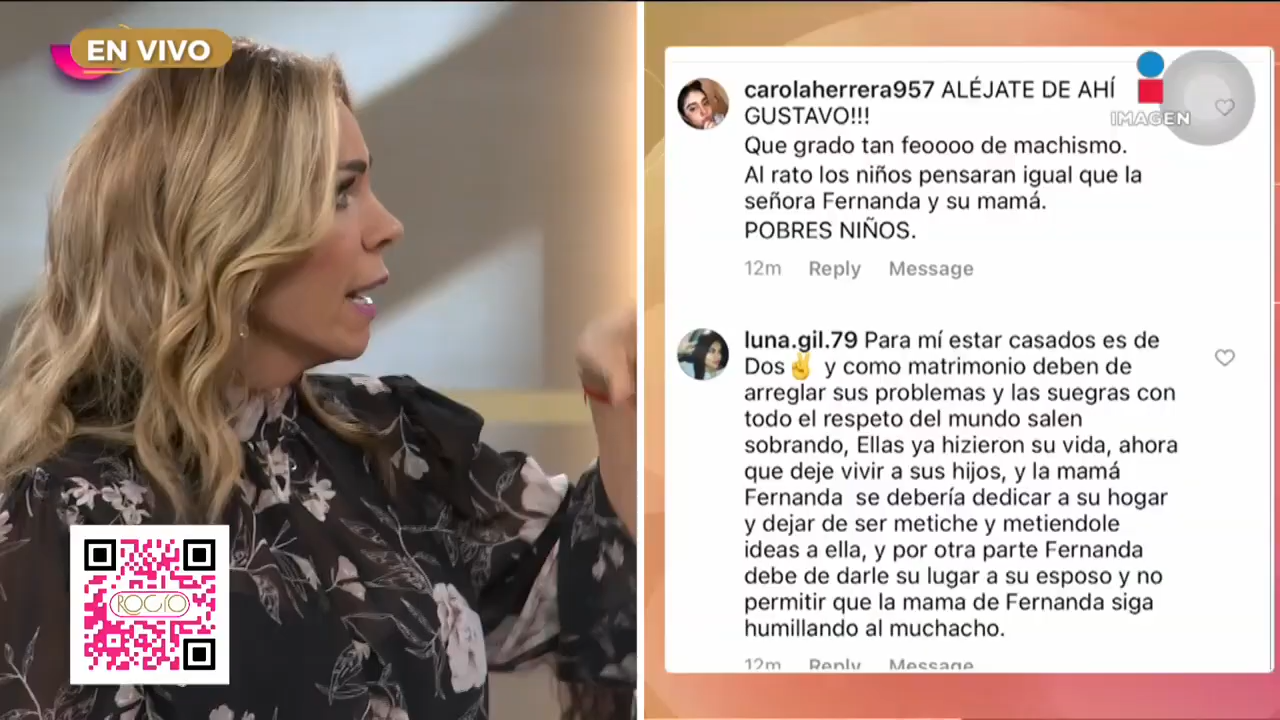 EN VIVO
ROCÍO
IMAGEN
carolaherrera957 ALÉJATE DE AHÍ
GUSTAVO!!!
Que grado tan feoooo de machismo.
Al rato los niños pensaran igual que la
señora Fernanda y su mamá.
POBRES NIÑOS.
12m Reply Message
luna.gil.79 Para mí estar casados es de
Dos✌️ y como matrimonio deben de
arreglar sus problemas y las suegras con
todo el respeto del mundo salen
sobrando, Ellas ya hizieron su vida, ahora
que deje vivir a sus hijos, y la mamá
Fernanda se debería dedicar a su hogar
y dejar de ser metiche y metiendole
ideas a ella, y por otra parte Fernanda
debe de darle su lugar a su esposo y no
permitir que la mama de Fernanda siga
humillando al muchacho.
12m Reply Message